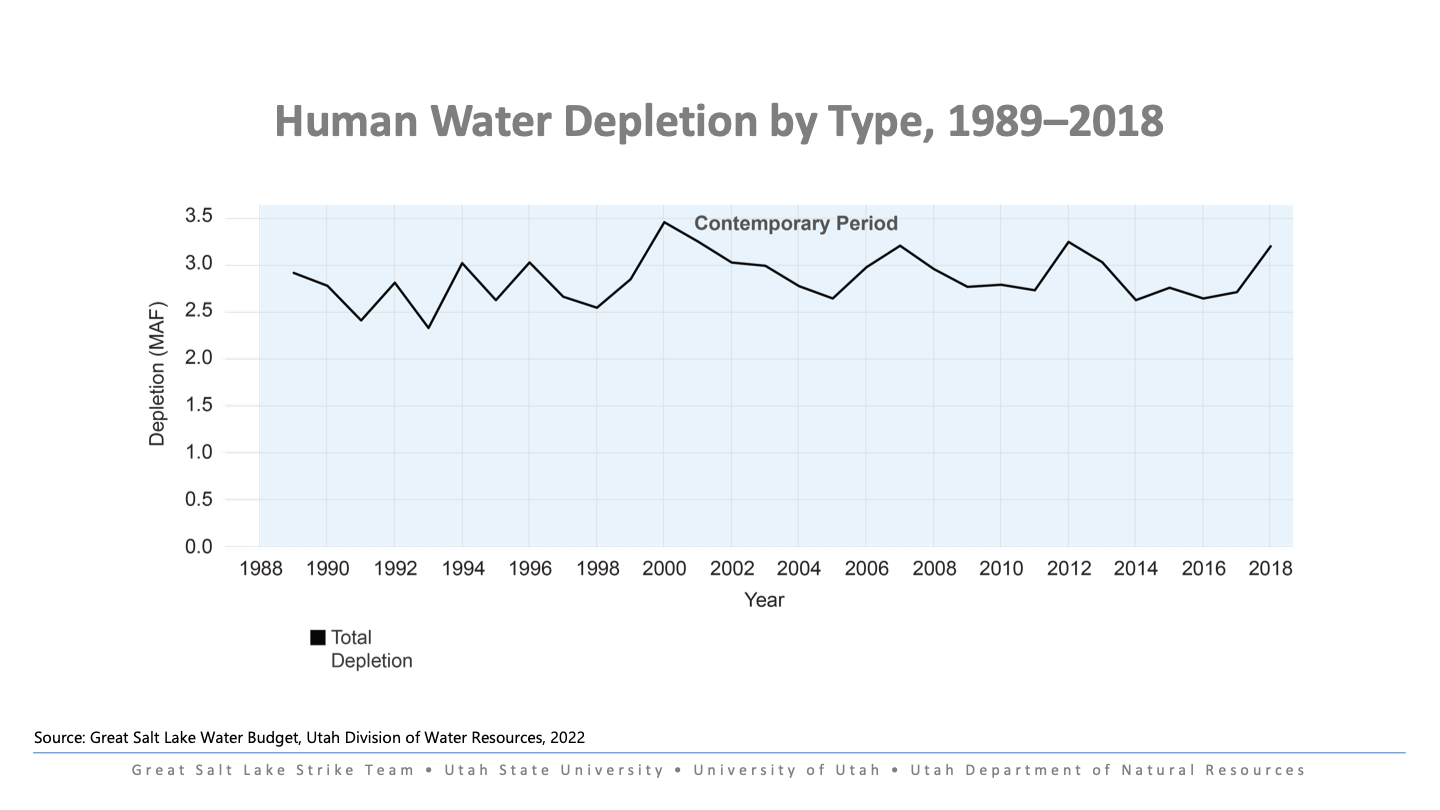 Human Water Depletion by Type, 1989–2018
Contemporary Period
3.5
3.0
2.5
2.0
1.5
1.0
0.5
0.0
Depletion (MAF)
1988 1990 1992 1994 1996 1998 2000 2002 2004 2006 2008 2010 2012 2014 2016 2018
Year
Total
Depletion
Source: Great Salt Lake Water Budget, Utah Division of Water Resources, 2022
Great Salt Lake Strike Team • Utah State University • University of Utah • Utah Department of Natural Resources